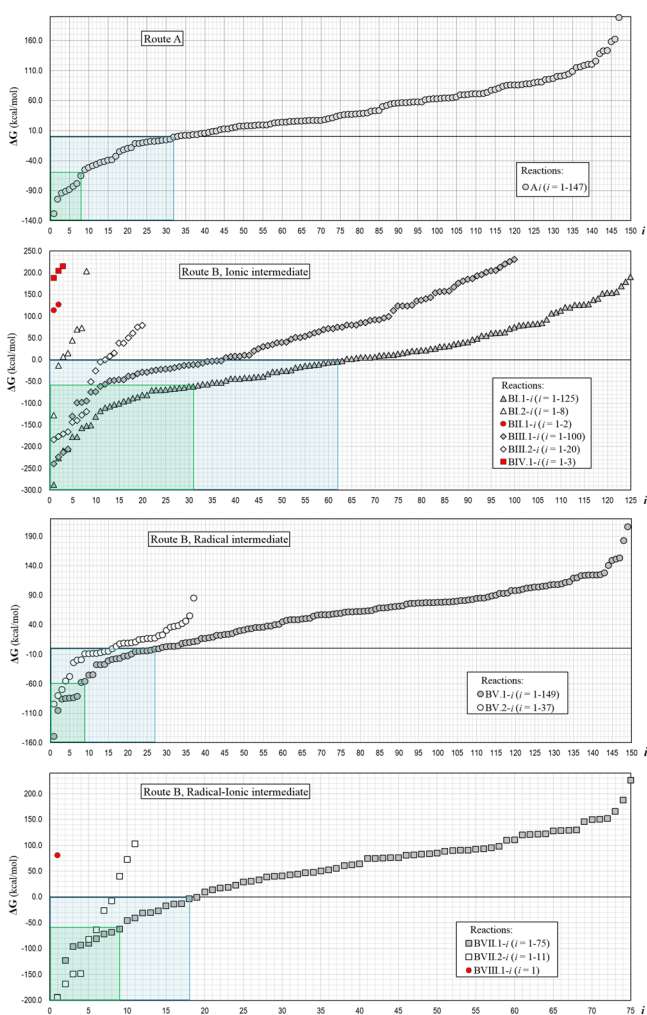 Route A
ΔG (kcal/mol)
160.0
110.0
60.0
10.0
-40.0
-90.0
-140.0
Reactions:
Ai (i = 1-147)
0 5 10 15 20 25 30 35 40 45 50 55 60 65 70 75 80 85 90 95 100 105 110 115 120 125 130 135 140 145 150 i
Route B, Ionic intermediate
ΔG (kcal/mol)
250.0
200.0
150.0
100.0
50.0
0.0
-50.0
-100.0
-150.0
-200.0
-250.0
-300.0
Reactions:
BI.1-i (i = 1-125)
BI.2-i (i = 1-8)
BII.1-i (i = 1-2)
BIII.1-i (i = 1-100)
BIII.2-i (i = 1-20)
BIV.1-i (i = 1-3)
0 5 10 15 20 25 30 35 40 45 50 55 60 65 70 75 80 85 90 95 100 105 110 115 120 125 i
Route B, Radical intermediate
ΔG (kcal/mol)
190.0
140.0
90.0
40.0
-10.0
-60.0
-110.0
-160.0
Reactions:
BV.1-i (i = 1-149)
BV.2-i (i = 1-37)
0 5 10 15 20 25 30 35 40 45 50 55 60 65 70 75 80 85 90 95 100 105 110 115 120 125 130 135 140 145 150 i
Route B, Radical-Ionic intermediate
ΔG (kcal/mol)
200.0
150.0
100.0
50.0
0.0
-50.0
-100.0
-150.0
-200.0
Reactions:
BVII.1-i (i = 1-75)
BVII.2-i (i = 1-11)
BVIII.1-i (i = 1)
0 5 10 15 20 25 30 35 40 45 50 55 60 65 70 75 i